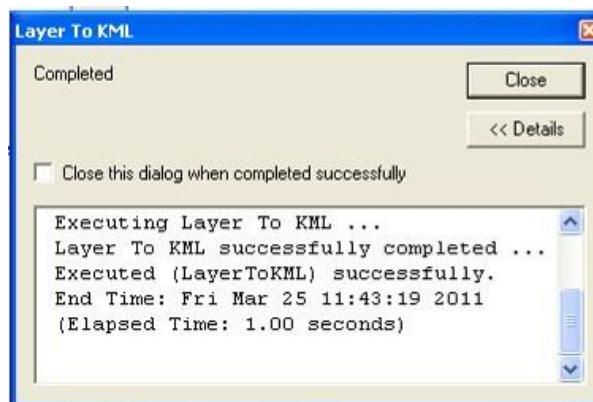 Layer To KML
Completed
Close
<< Details
Close this dialog when completed successfully
Executing Layer To KML ...
Layer To KML successfully completed ...
Executed (LayerToKML) successfully.
End Time: Fri Mar 25 11:43:19 2011
(Elapsed Time: 1.00 seconds)